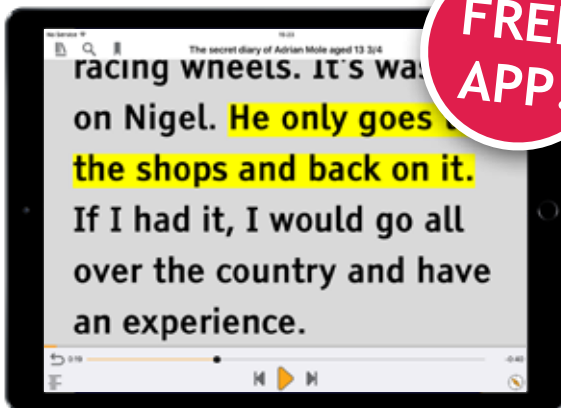 No Service
15:23
The secret diary of Adrian Mole aged 13 3/4
FREE
APP.
racing wheels. It's
on Nigel. He only goes
the shops and back on it.
If I had it, I would go all
over the country and have
an experience.
0:19
-0:40